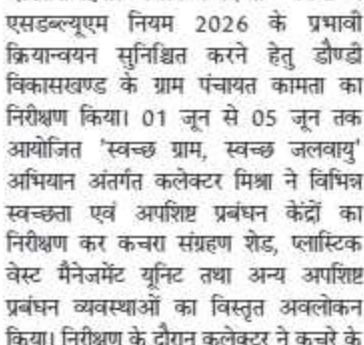 एसडब्ल्यूएम नियम 2026 के प्रभावी
क्रियान्वयन सुनिश्चित करने हेतु डौण्डी
विकासखण्ड के ग्राम पंचायत कामता का
निरीक्षण किया। 01 जून से 05 जून तक
आयोजित 'स्वच्छ ग्राम, स्वच्छ जलवायु'
अभियान अंतर्गत कलेक्टर मिश्रा ने विभिन्न
स्वच्छता एवं अपशिष्ट प्रबंधन केंद्रों का
निरीक्षण कर कचरा संग्रहण शेड, प्लास्टिक
वेस्ट मैनेजमेंट यूनिट तथा अन्य अपशिष्ट
प्रबंधन व्यवस्थाओं का विस्तृत अवलोकन
किया। निरीक्षण के दौरान कलेक्टर ने कचरे के